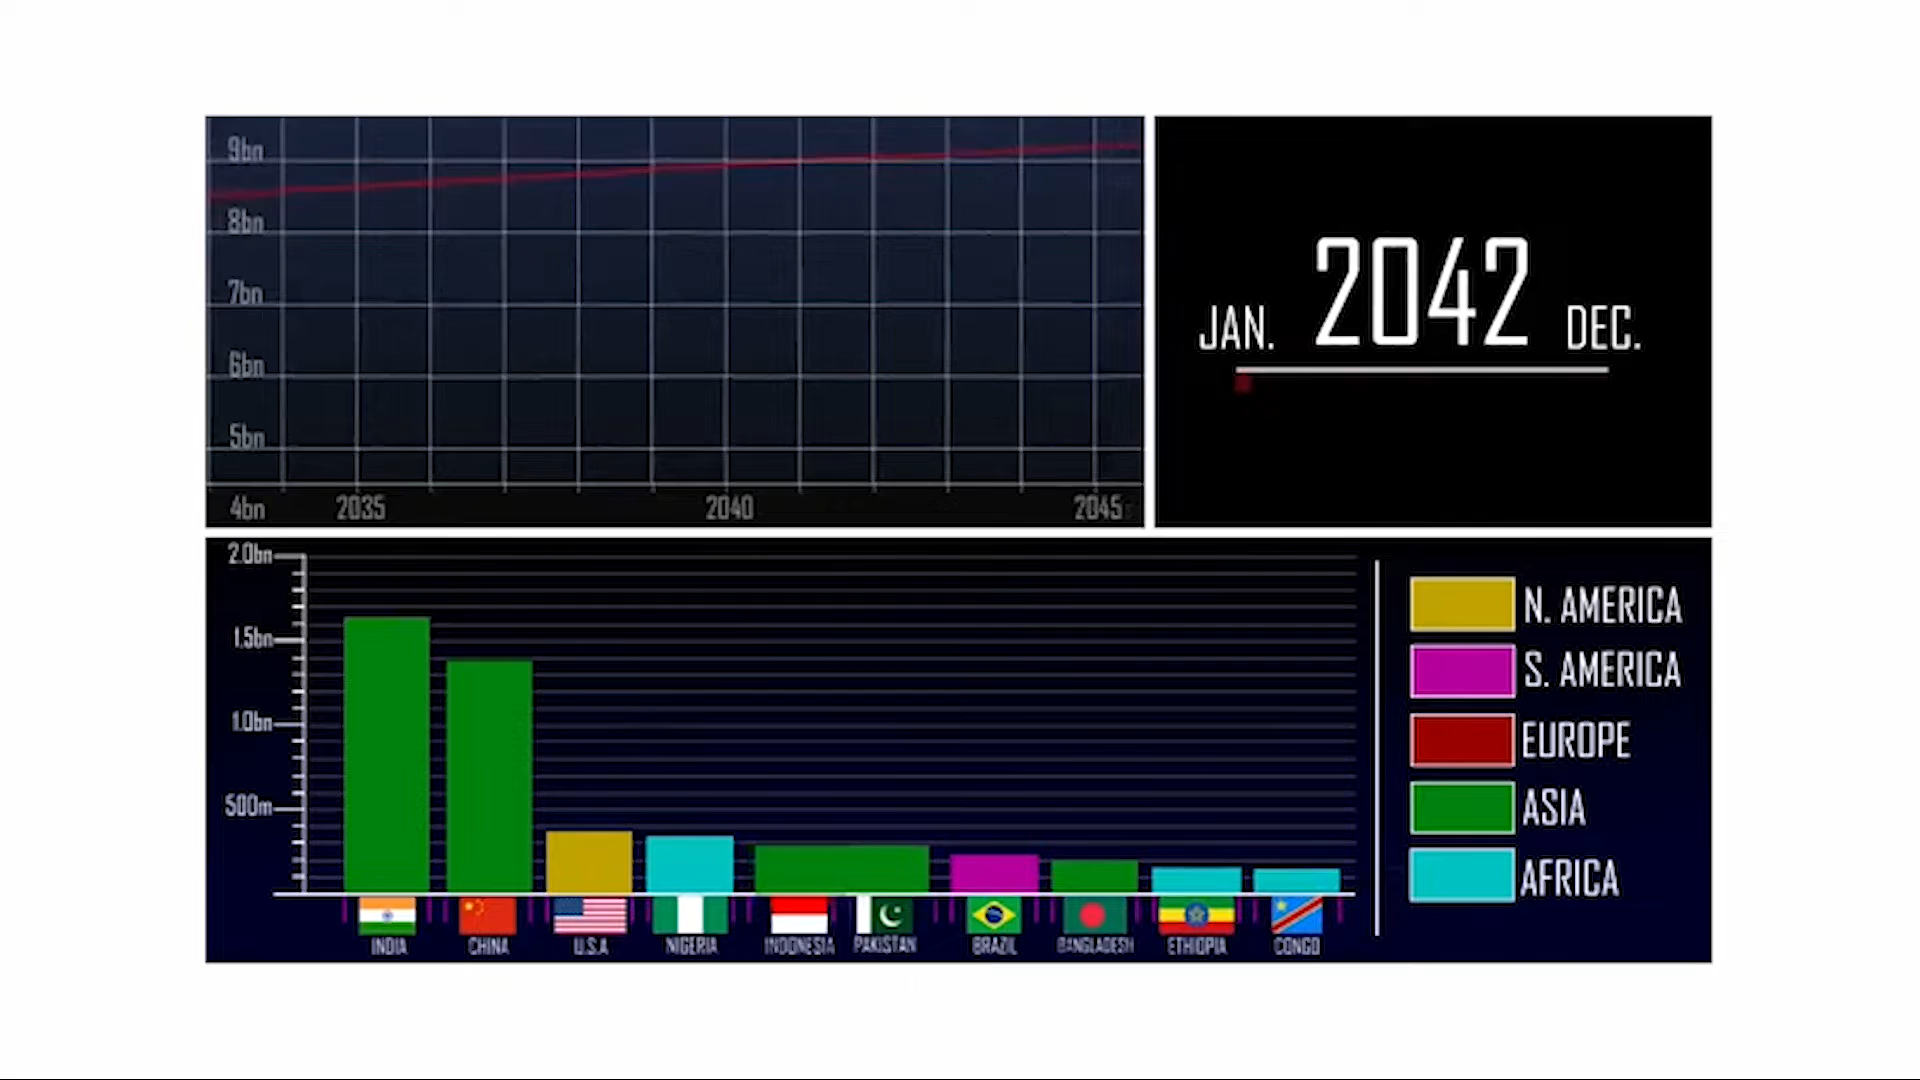 9bn
8bn
7bn
6bn
5bn
4bn
2035 2040 2045
JAN. 2042 DEC.
2.0bn
1.5bn
1.0bn
500m
INDIA CHINA U.S.A NIGERIA INDONESIA PAKISTAN BRAZIL BANGLADESH ETHIOPIA CONGO
N. AMERICA
S. AMERICA
EUROPE
ASIA
AFRICA